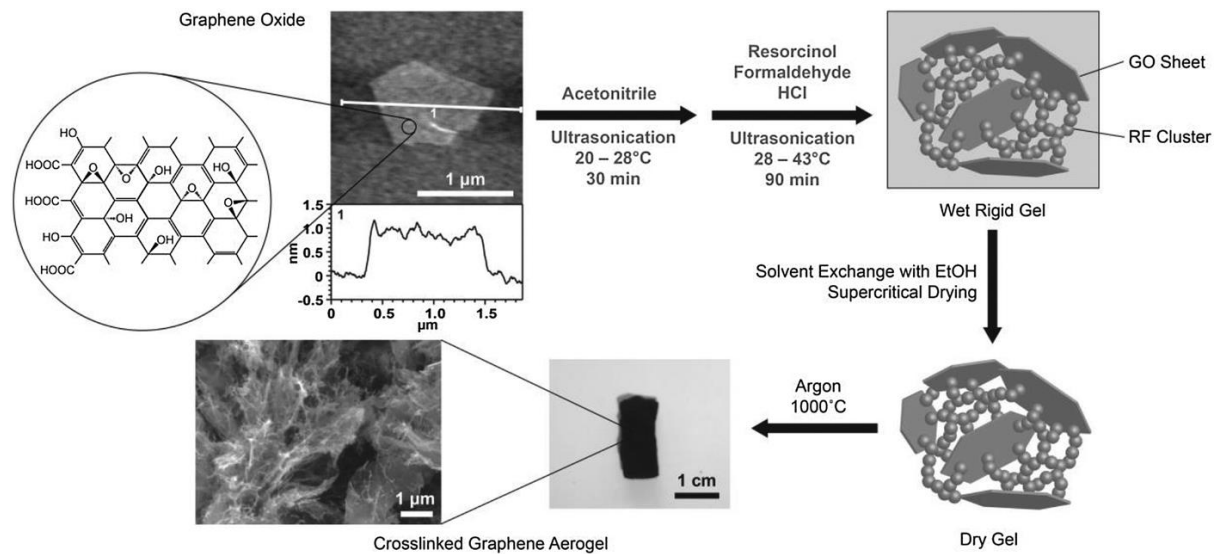 Graphene Oxide
HO
HOOC
O
O
OH
HO
HOOC
O
O
OH
HO
OH
HOOC
1
1 µm
1.5
1.0
0.5
0
-0.5
nm
1
0
0.5
1.0
1.5
µm
Acetonitrile
Ultrasonication
20 – 28°C
30 min
Resorcinol
Formaldehyde
HCl
Ultrasonication
28 – 43°C
90 min
GO Sheet
RF Cluster
Wet Rigid Gel
Solvent Exchange with EtOH
Supercritical Drying
Dry Gel
Argon
1000°C
1 cm
1 µm
Crosslinked Graphene Aerogel